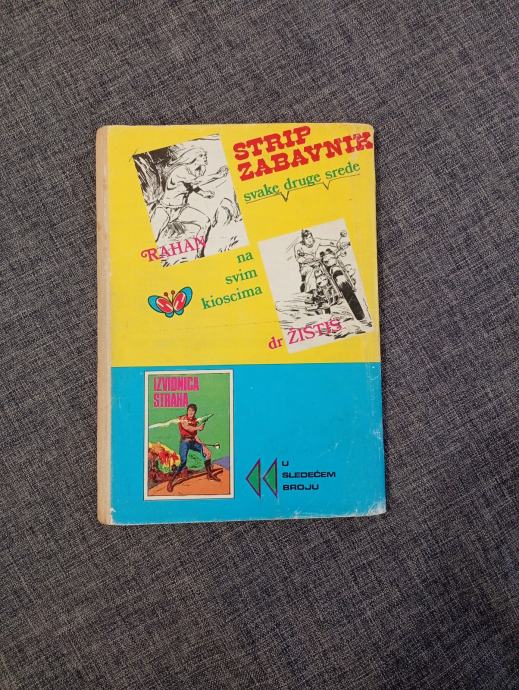 STRIP
ZABAVNIK
svake druge srede
RAHAN
na
svim
kioscima
dr ŽISTIS
IZVIDNICA
STRAHA
U
SLEDEĆEM
BROJU